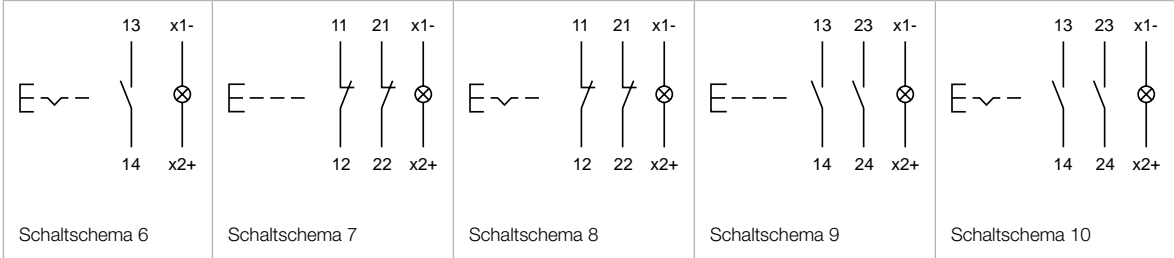 13 x1-
14 x2+
Schaltschema 6
11 21 x1-
12 22 x2+
Schaltschema 7
11 21 x1-
12 22 x2+
Schaltschema 8
13 23 x1-
14 24 x2+
Schaltschema 9
13 23 x1-
14 24 x2+
Schaltschema 10